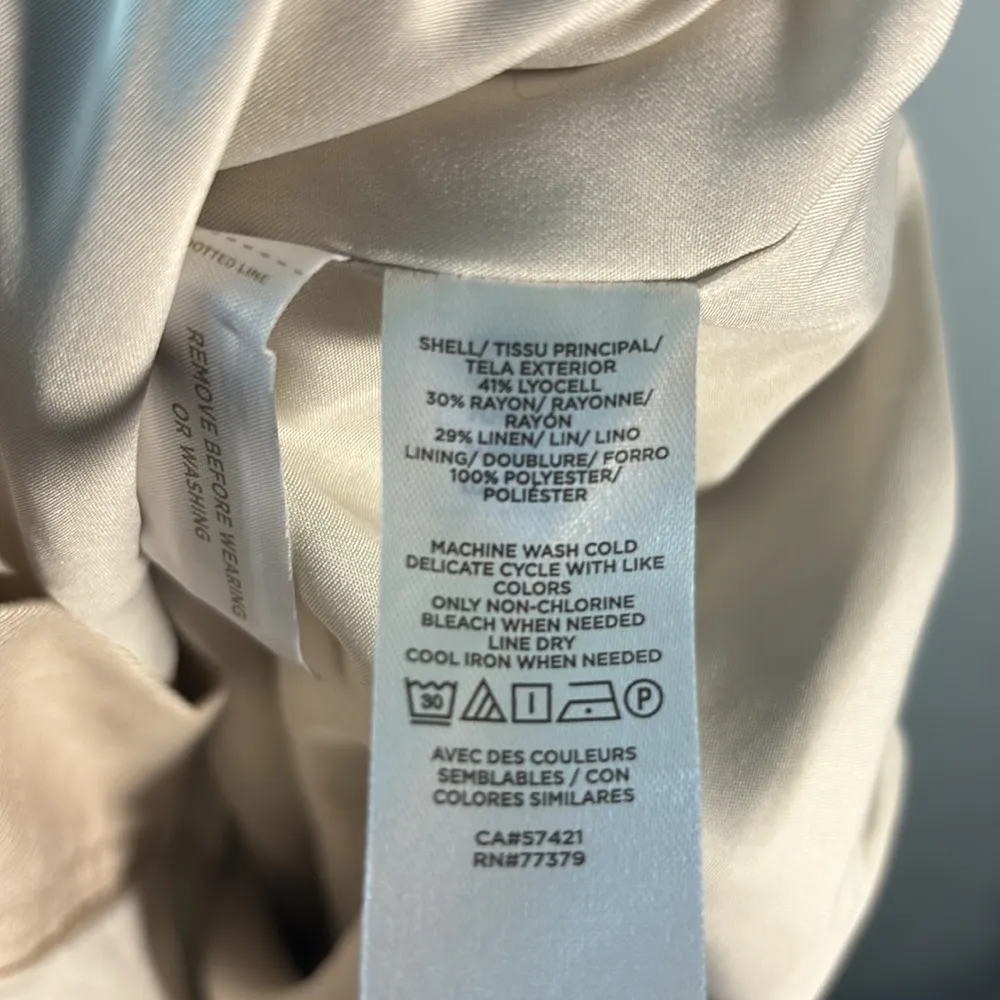 DOTTED LINE
REMOVE BEFORE WEARING
OR WASHING
SHELL/ TISSU PRINCIPAL/
TELA EXTERIOR
41% LYOCELL
30% RAYON/ RAYONNE/
RAYÓN
29% LINEN/ LIN/ LINO
LINING/ DOUBLURE/ FORRO
100% POLYESTER/
POLIÉSTER
MACHINE WASH COLD
DELICATE CYCLE WITH LIKE
COLORS
ONLY NON-CHLORINE
BLEACH WHEN NEEDED
LINE DRY
COOL IRON WHEN NEEDED
30 P
AVEC DES COULEURS
SEMBLABLES / CON
COLORES SIMILARES
CA#57421
RN#77379